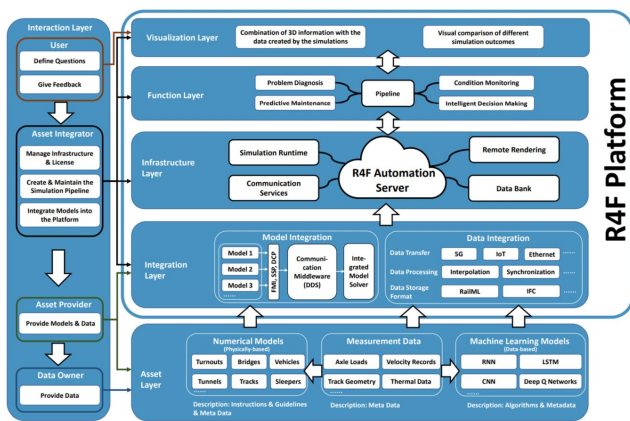 Interaction Layer
User
Define Questions
Give Feedback
Asset Integrator
Manage Infrastructure
& License
Create & Maintain the
Simulation Pipeline
Integrate Models into
the Platform
Asset Provider
Provide Models & Data
Data Owner
Provide Data
R4F Platform
Visualization Layer
Combination of 3D information with the
data created by the simulations
Visual comparison of different
simulation outcomes
Function Layer
Problem Diagnosis
Predictive Maintenance
Pipeline
Condition Monitoring
Intelligent Decision Making
Infrastructure
Layer
Simulation Runtime
Communication
Services
R4F Automation
Server
Remote Rendering
Data Bank
Integration
Layer
Model Integration
Model 1
Model 2
Model 3
......
FMI, SSP, DCP
Communi-
cation
Middleware
(DDS)
Inte-
grated
Model
Solver
Data Integration
Data Transfer
5G
IoT
Ethernet
......
Data Processing
Interpolation
Synchronization
......
Data Storage
Format
RailML
IFC
......
Asset
Layer
Numerical Models
(Physically-based)
Turnouts
Bridges
Vehicles
Tunnels
Tracks
Sleepers
......
Description: Instructions & Guidelines
& Meta Data
Measurement Data
Axle Loads
Velocity Records
Track Geometry
Thermal Data
......
Description: Meta Data
Machine Learning Models
(Data-based)
RNN
LSTM
CNN
Deep Q Networks
......
Description: Algorithms & Metadata